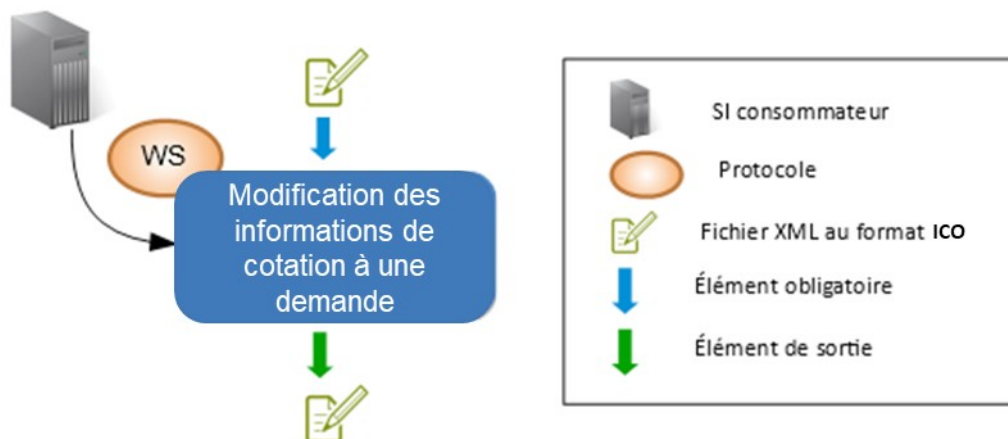 WS
Modification des
informations de
cotation à une
demande
SI consommateur
Protocole
Fichier XML au format ICO
Élément obligatoire
Élément de sortie